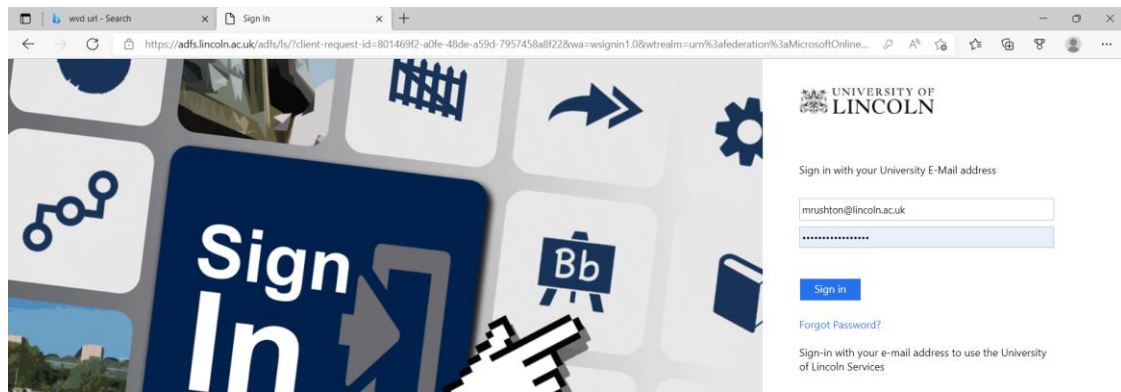 wvd url - Search
Sign In
https://adfs.lincoln.ac.uk/adfs/ls/?client-request-id=801469f2-a0fe-48de-a59d-7957458a8f22&wa=wsignin1.0&wtrealm=urn%3afederation%3aMicrosoftOnline...
UNIVERSITY OF
LINCOLN
Sign in with your University E-Mail address
mrushton@lincoln.ac.uk
•••••••••••••••••
Sign in
Forgot Password?
Sign-in with your e-mail address to use the University
of Lincoln Services
Sign
In
Bb